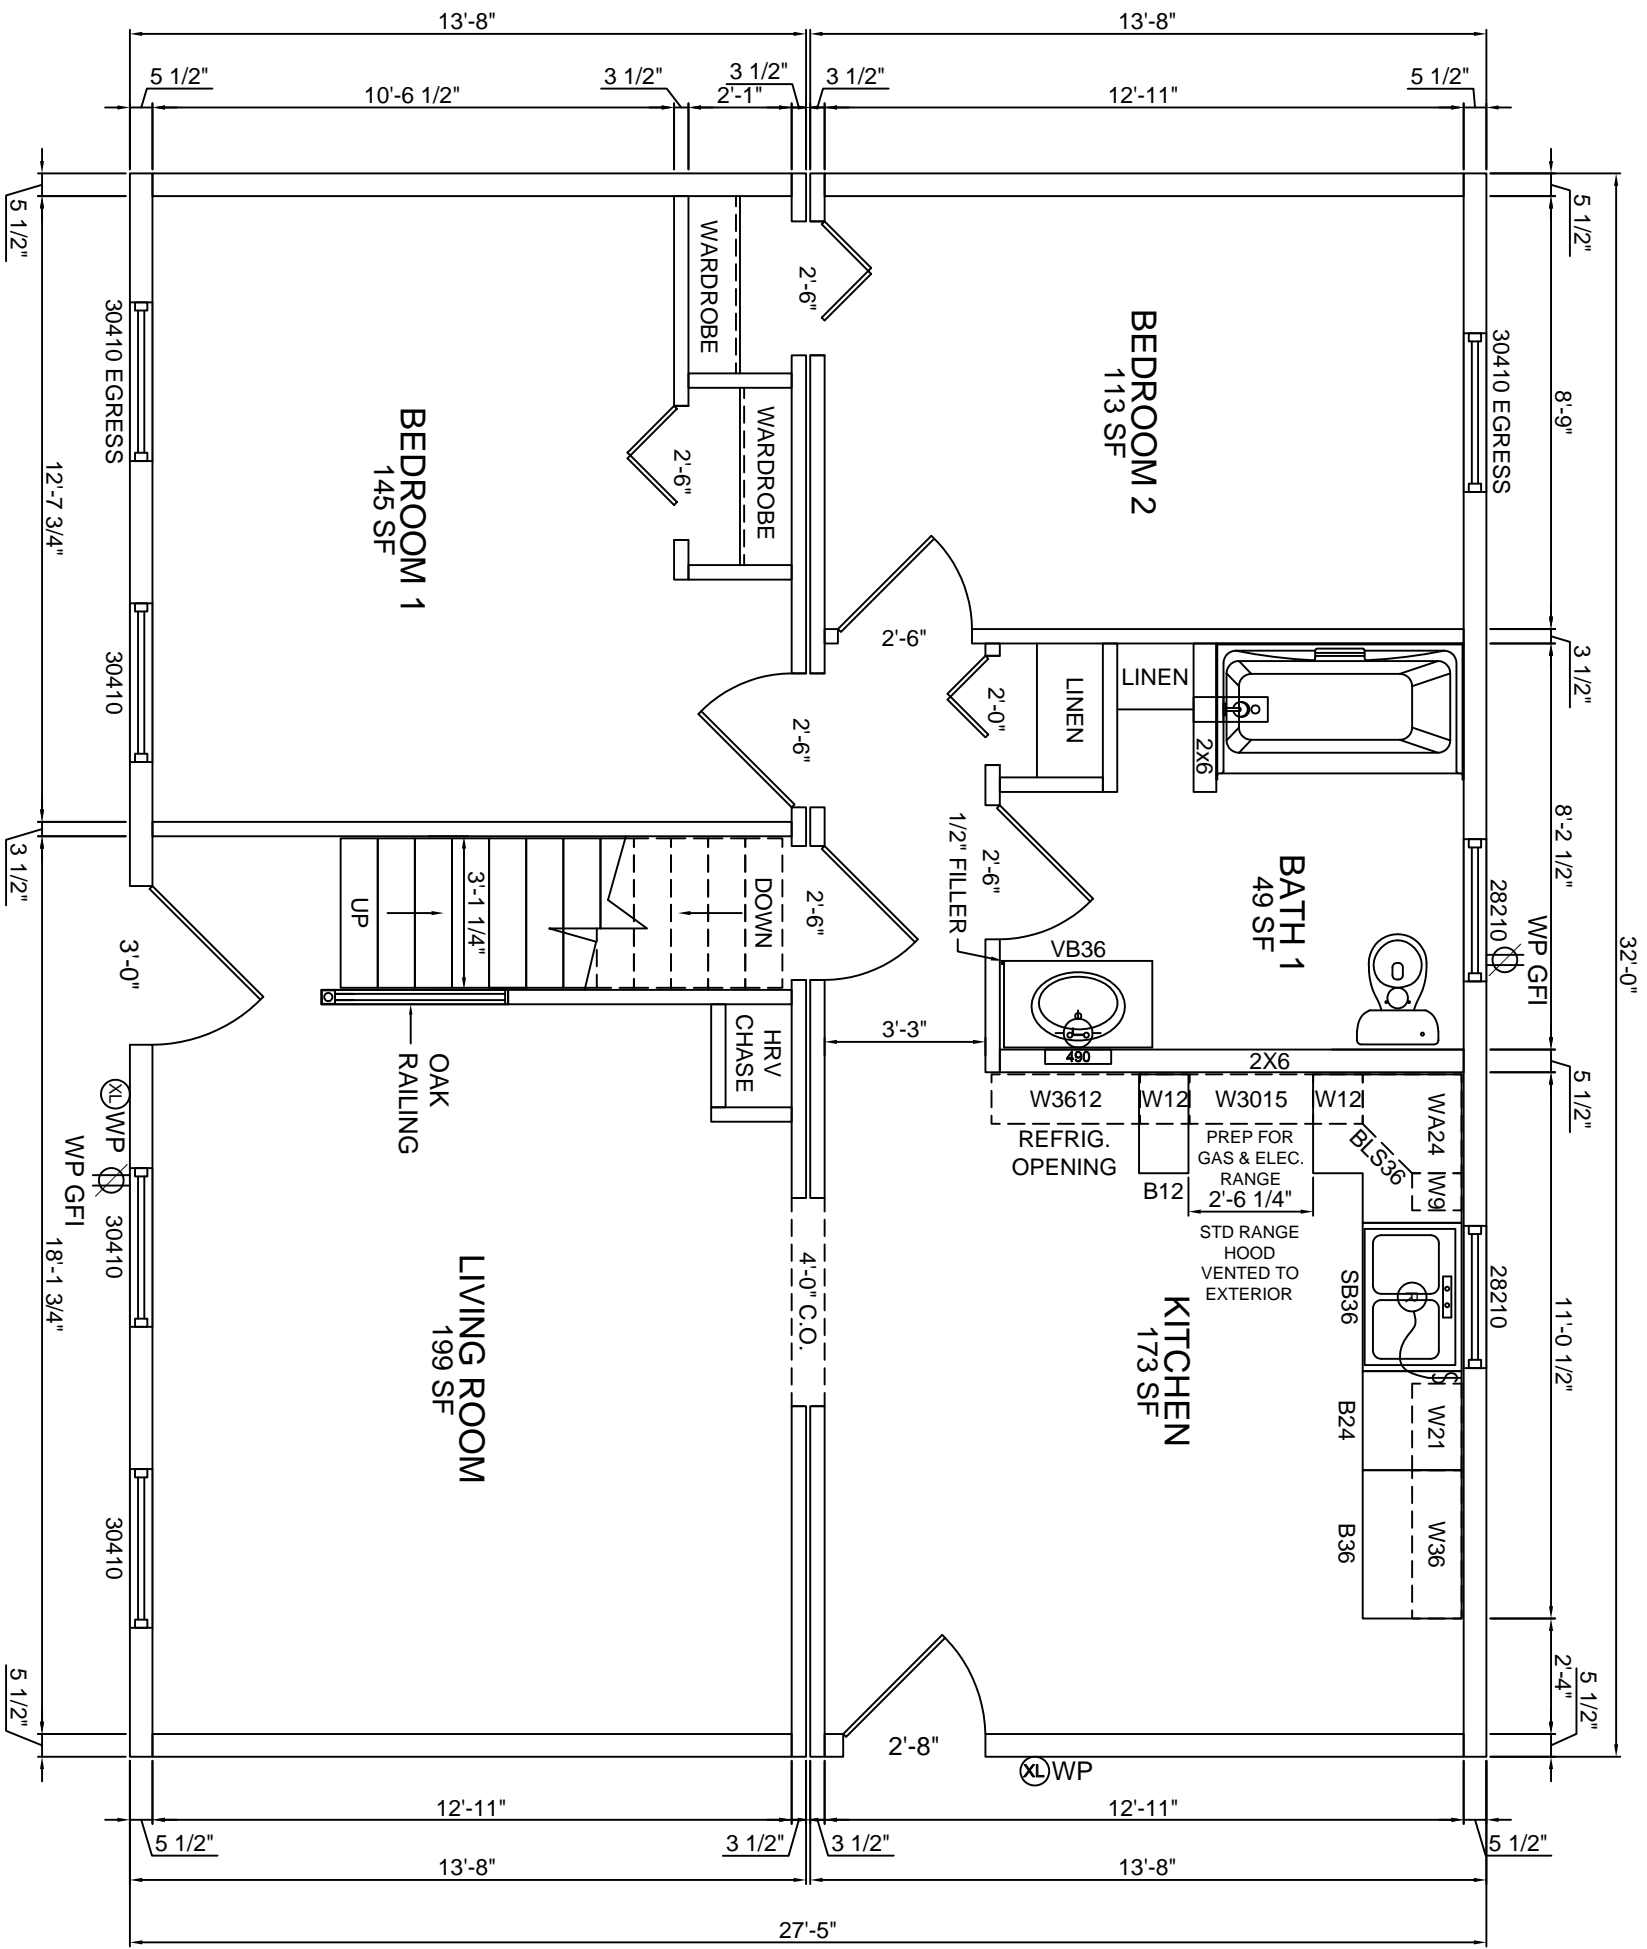 13'-8"
13'-8"
5 1/2"
10'-6 1/2"
3 1/2"
2'-1"
3 1/2"
3 1/2"
12'-11"
5 1/2"
5 1/2"
30410 EGRESS
12'-7 3/4"
30410
3 1/2"
3'-0"
XL WP
WP GFI
30410
18'-1 3/4"
30410
5 1/2"
WARDROBE
WARDROBE
2'-6"
2'-6"
BEDROOM 1
145 SF
BEDROOM 2
113 SF
30410 EGRESS
5 1/2"
8'-9"
3 1/2"
8'-2 1/2"
32'-0"
2'-6"
2'-6"
2'-0"
LINEN
LINEN
2x6
BATH 1
49 SF
28210
WP GFI
1/2" FILLER
2'-6"
2'-6"
VB36
490
3'-3"
2X6
5 1/2"
UP
3'-1 1/4"
DOWN
OAK
RAILING
HRV
CHASE
LIVING ROOM
199 SF
4'-0" C.O.
W3612
W12
W3015
W12
WA24
REFRIG.
OPENING
B12
PREP FOR
GAS & ELEC.
RANGE
2'-6 1/4"
STD RANGE
HOOD
VENTED TO
EXTERIOR
BLS36
W9
SB36
R
S
28210
11'-0 1/2"
KITCHEN
173 SF
B24
W21
B36
W36
2'-4"
5 1/2"
2'-8"
XL WP
12'-11"
12'-11"
5 1/2"
3 1/2"
3 1/2"
5 1/2"
13'-8"
13'-8"
27'-5"